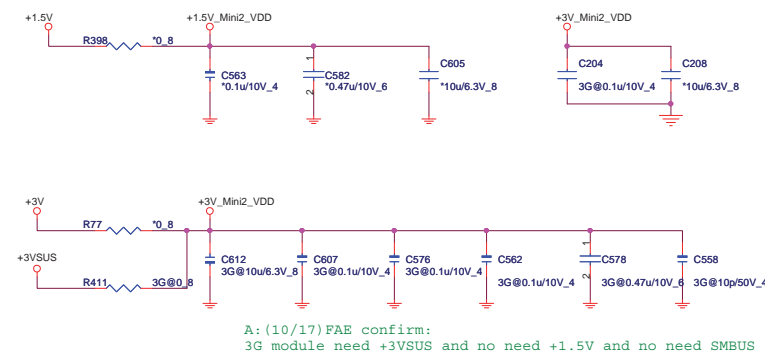 +1.5V
+1.5V_Mini2_VDD
+3V_Mini2_VDD
R398
*0_8
C563
*0.1u/10V_4
1
C582
*0.47u/10V_6
2
C605
*10u/6.3V_8
C204
3G@0.1u/10V_4
C208
*10u/6.3V_8
+3V
+3V_Mini2_VDD
R77
*0_8
+3VSUS
R411
3G@0_8
C612
3G@10u/6.3V_8
C607
3G@0.1u/10V_4
C576
3G@0.1u/10V_4
C562
3G@0.1u/10V_4
1
C578
2
3G@0.47u/10V_6
C558
3G@10p/50V_4
A:(10/17)FAE confirm:
3G module need +3VSUS and no need +1.5V and no need SMBUS